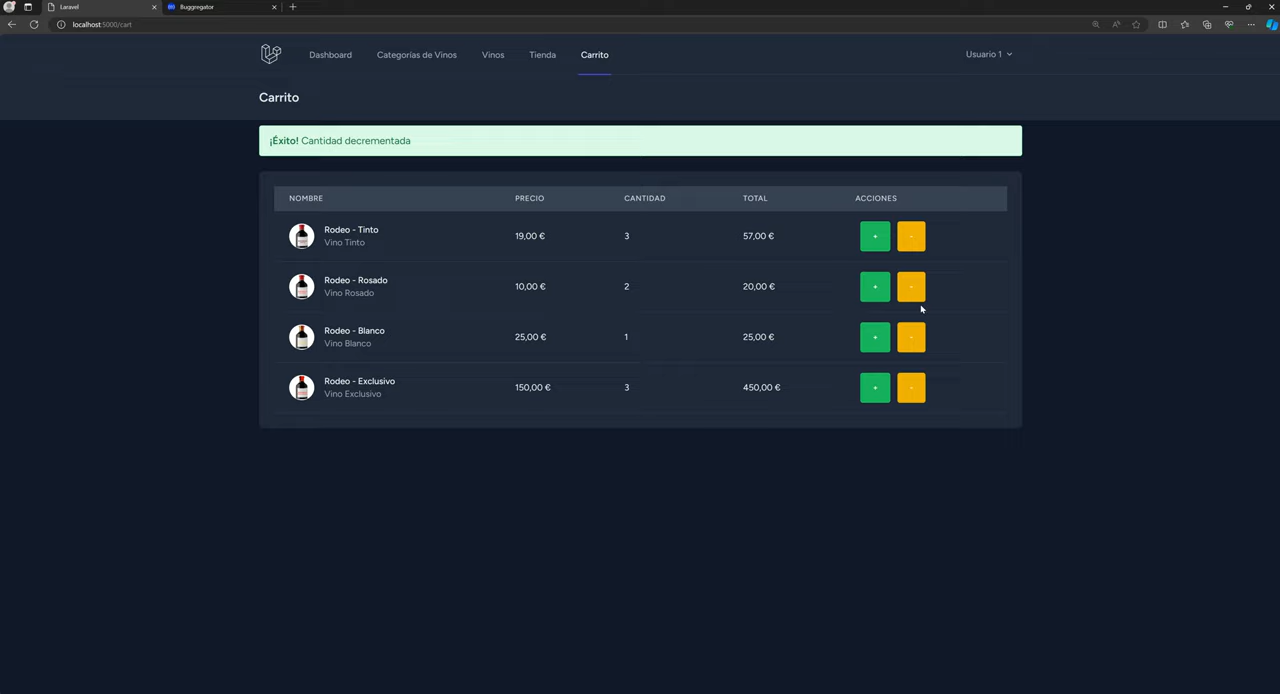 Laravel
Buggregator
localhost:5000/cart
Dashboard Categorías de Vinos Vinos Tienda Carrito Usuario 1
Carrito
¡Éxito! Cantidad decrementada
NOMBRE PRECIO CANTIDAD TOTAL ACCIONES
Rodeo - Tinto
Vino Tinto
19,00 € 3 57,00 € + -
Rodeo - Rosado
Vino Rosado
10,00 € 2 20,00 € + -
Rodeo - Blanco
Vino Blanco
25,00 € 1 25,00 € + -
Rodeo - Exclusivo
Vino Exclusivo
150,00 € 3 450,00 € + -